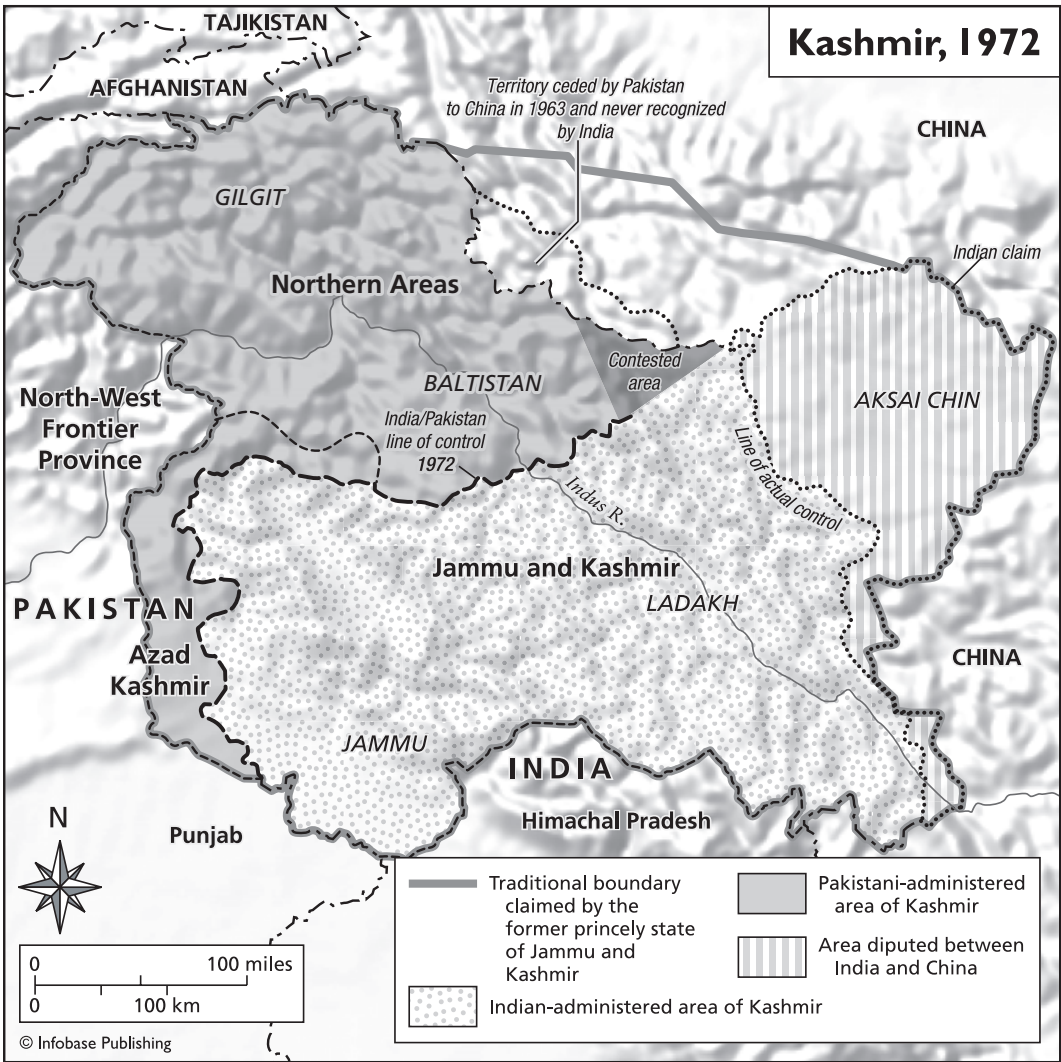 Kashmir, 1972
TAJIKISTAN
AFGHANISTAN
Territory ceded by Pakistan
to China in 1963 and never recognized
by India
CHINA
GILGIT
Indian claim
Northern Areas
Contested
area
BALTISTAN
AKSAI CHIN
North-West
Frontier
Province
India/Pakistan
line of control
1972
Line of actual control
Indus R.
Jammu and Kashmir
LADAKH
PAKISTAN
Azad
Kashmir
CHINA
JAMMU
INDIA
Himachal Pradesh
Punjab
N
0 100 miles
0 100 km
© Infobase Publishing
Traditional boundary
claimed by the
former princely state
of Jammu and
Kashmir
Indian-administered area of Kashmir
Pakistani-administered
area of Kashmir
Area diputed between
India and China